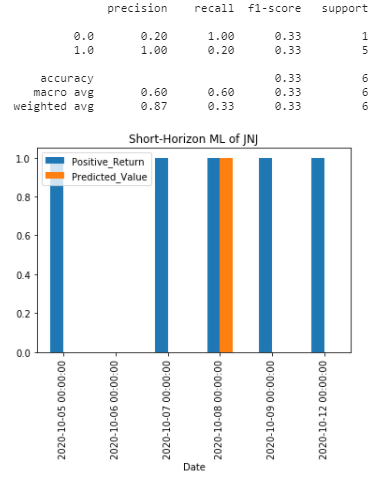 precision recall f1-score support
0.0 0.20 1.00 0.33 1
1.0 1.00 0.20 0.33 5
accuracy 0.33 6
macro avg 0.60 0.60 0.33 6
weighted avg 0.87 0.33 0.33 6
Short-Horizon ML of JNJ
Positive_Return
Predicted_Value
1.0
0.8
0.6
0.4
0.2
0.0
2020-10-05 00:00:00
2020-10-06 00:00:00
2020-10-07 00:00:00
2020-10-08 00:00:00
2020-10-09 00:00:00
2020-10-12 00:00:00
Date